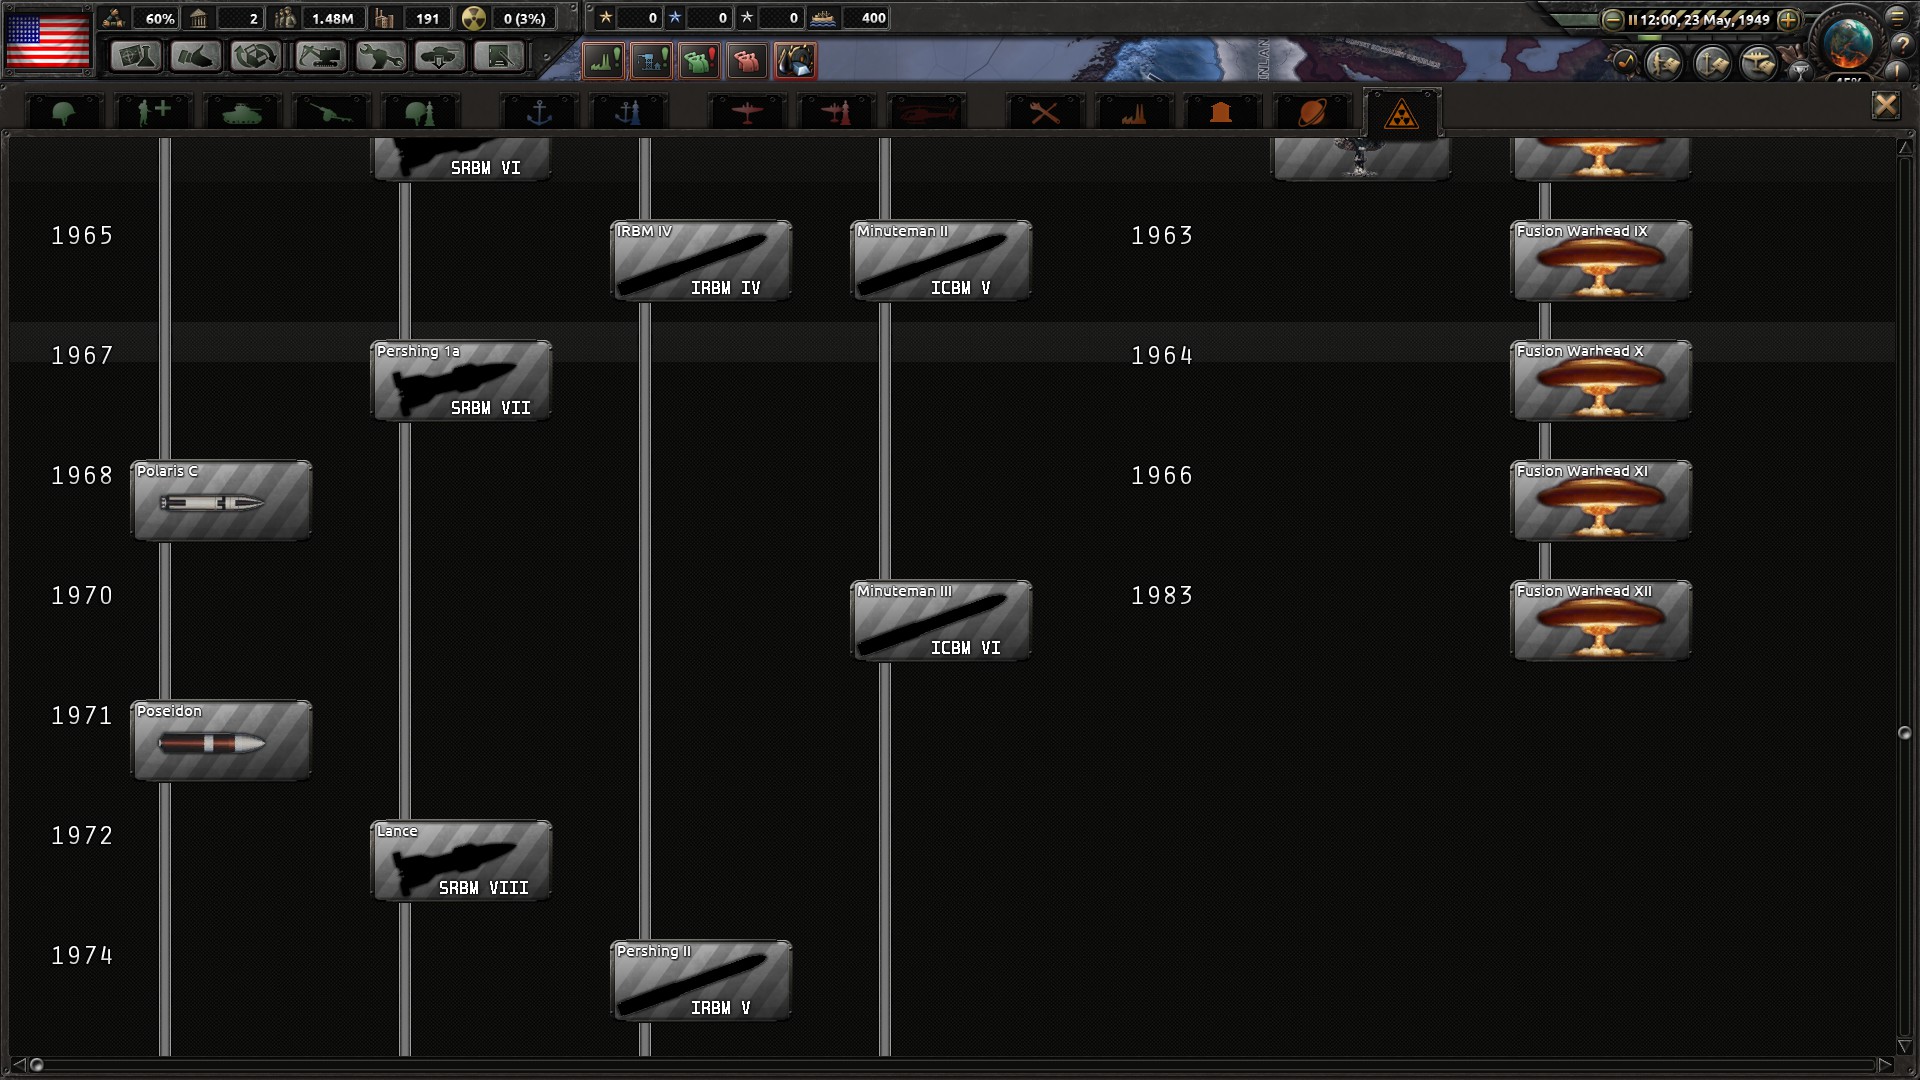 60%
2
1.48M
191
0 (3%)
0
0
0
400
12:00, 23 May, 1949
SRBM VI
1965
IRBM IV
IRBM IV
Minuteman II
ICBM V
1963
Fusion Warhead IX
1967
Pershing 1a
SRBM VII
1964
Fusion Warhead X
1968
Polaris C
1966
Fusion Warhead XI
1970
Minuteman III
ICBM VI
1983
Fusion Warhead XII
1971
Poseidon
1972
Lance
SRBM VIII
1974
Pershing II
IRBM V